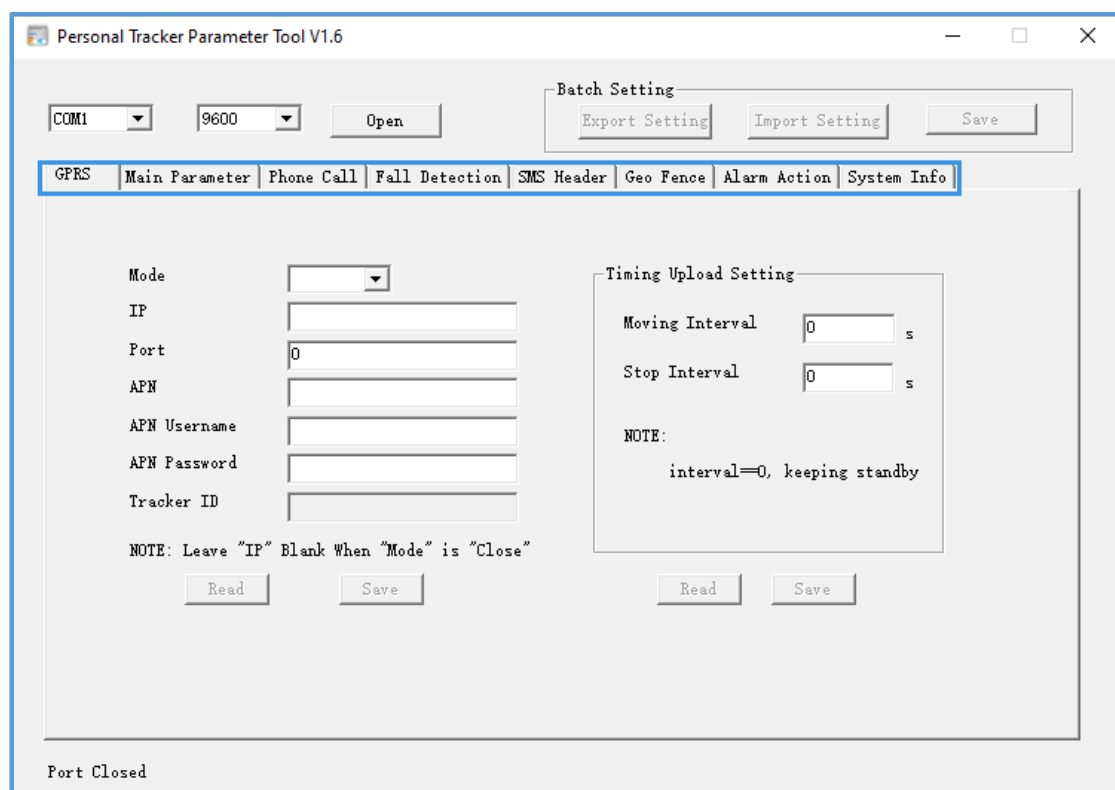 Personal Tracker Parameter Tool V1.6
Batch Setting
COM1 9600 Open Export Setting Import Setting Save
GPRS Main Parameter Phone Call Fall Detection SMS Header Geo Fence Alarm Action System Info
Mode
IP
Port 0
APN
APN Username
APN Password
Tracker ID
NOTE: Leave "IP" Blank When "Mode" is "Close"
Read Save
Timing Upload Setting
Moving Interval 0 s
Stop Interval 0 s
NOTE:
interval==0, keeping standby
Read Save
Port Closed